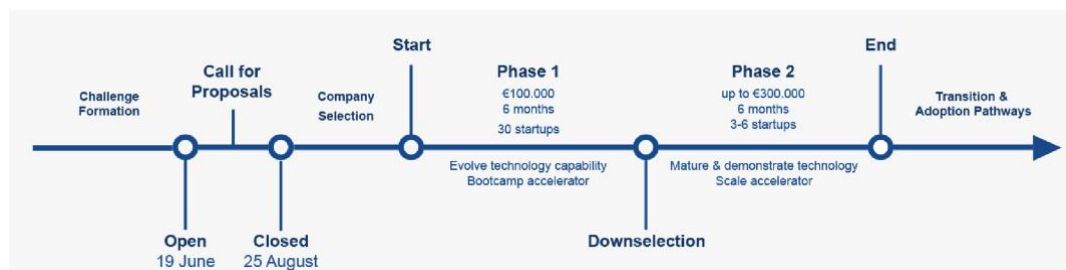 Challenge
Formation
Call for
Proposals
Company
Selection
Start
Phase 1
€100.000
6 months
30 startups
Phase 2
up to €300.000
6 months
3-6 startups
End
Transition &
Adoption Pathways
Evolve technology capability
Bootcamp accelerator
Mature & demonstrate technology
Scale accelerator
Open
19 June
Closed
25 August
Downselection